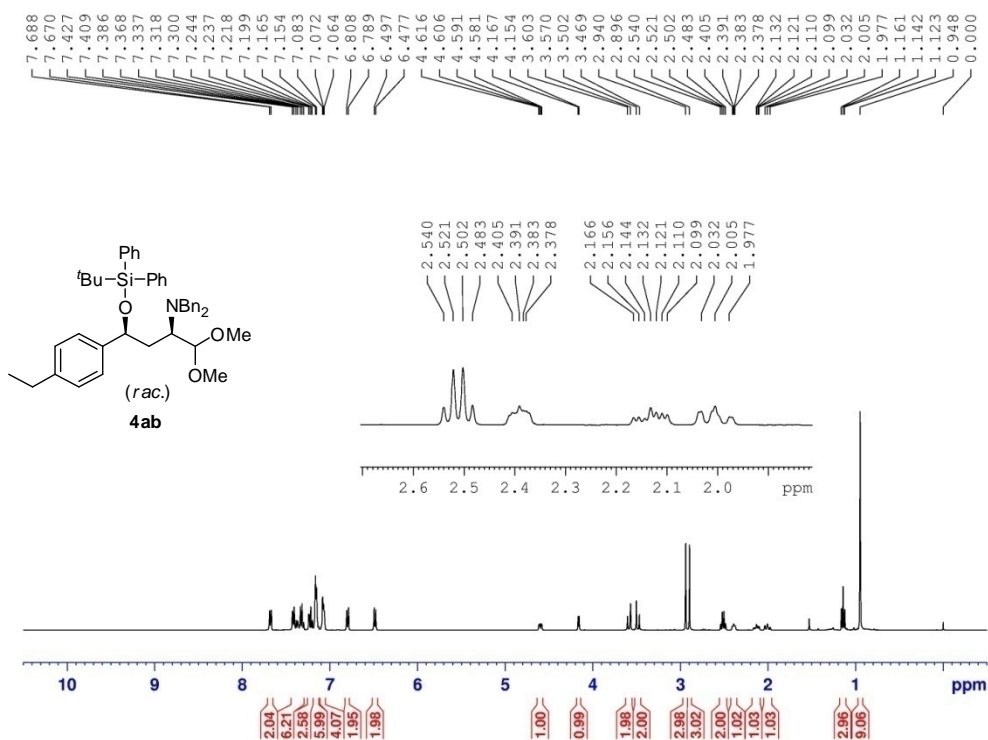 7.688 7.670 7.427 7.409 7.386 7.368 7.337 7.318 7.300 7.244 7.237 7.218 7.199 7.165 7.154 7.083 7.072 7.064 6.808 6.789 6.497 6.477 4.616 4.606 4.591 4.581 4.167 4.154 3.603 3.570 3.502 3.469 2.940 2.896 2.540 2.521 2.502 2.483 2.405 2.391 2.383 2.378 2.132 2.121 2.110 2.099 2.032 2.005 1.977 1.161 1.142 1.123 0.948 0.000
2.540 2.521 2.502 2.483 2.405 2.391 2.383 2.378 2.166 2.156 2.144 2.132 2.121 2.110 2.099 2.032 2.005 1.977
Ph
tBu Si Ph
O NBn2
OMe
OMe
(rac.)
4ab
2.6 2.5 2.4 2.3 2.2 2.1 2.0 ppm
10 9 8 7 6 5 4 3 2 1 ppm
2.04 6.21 2.58 5.99 4.07 1.95 1.98 1.00 0.99 1.98 2.00 2.98 3.02 2.00 1.02 1.03 1.03 2.96 9.06